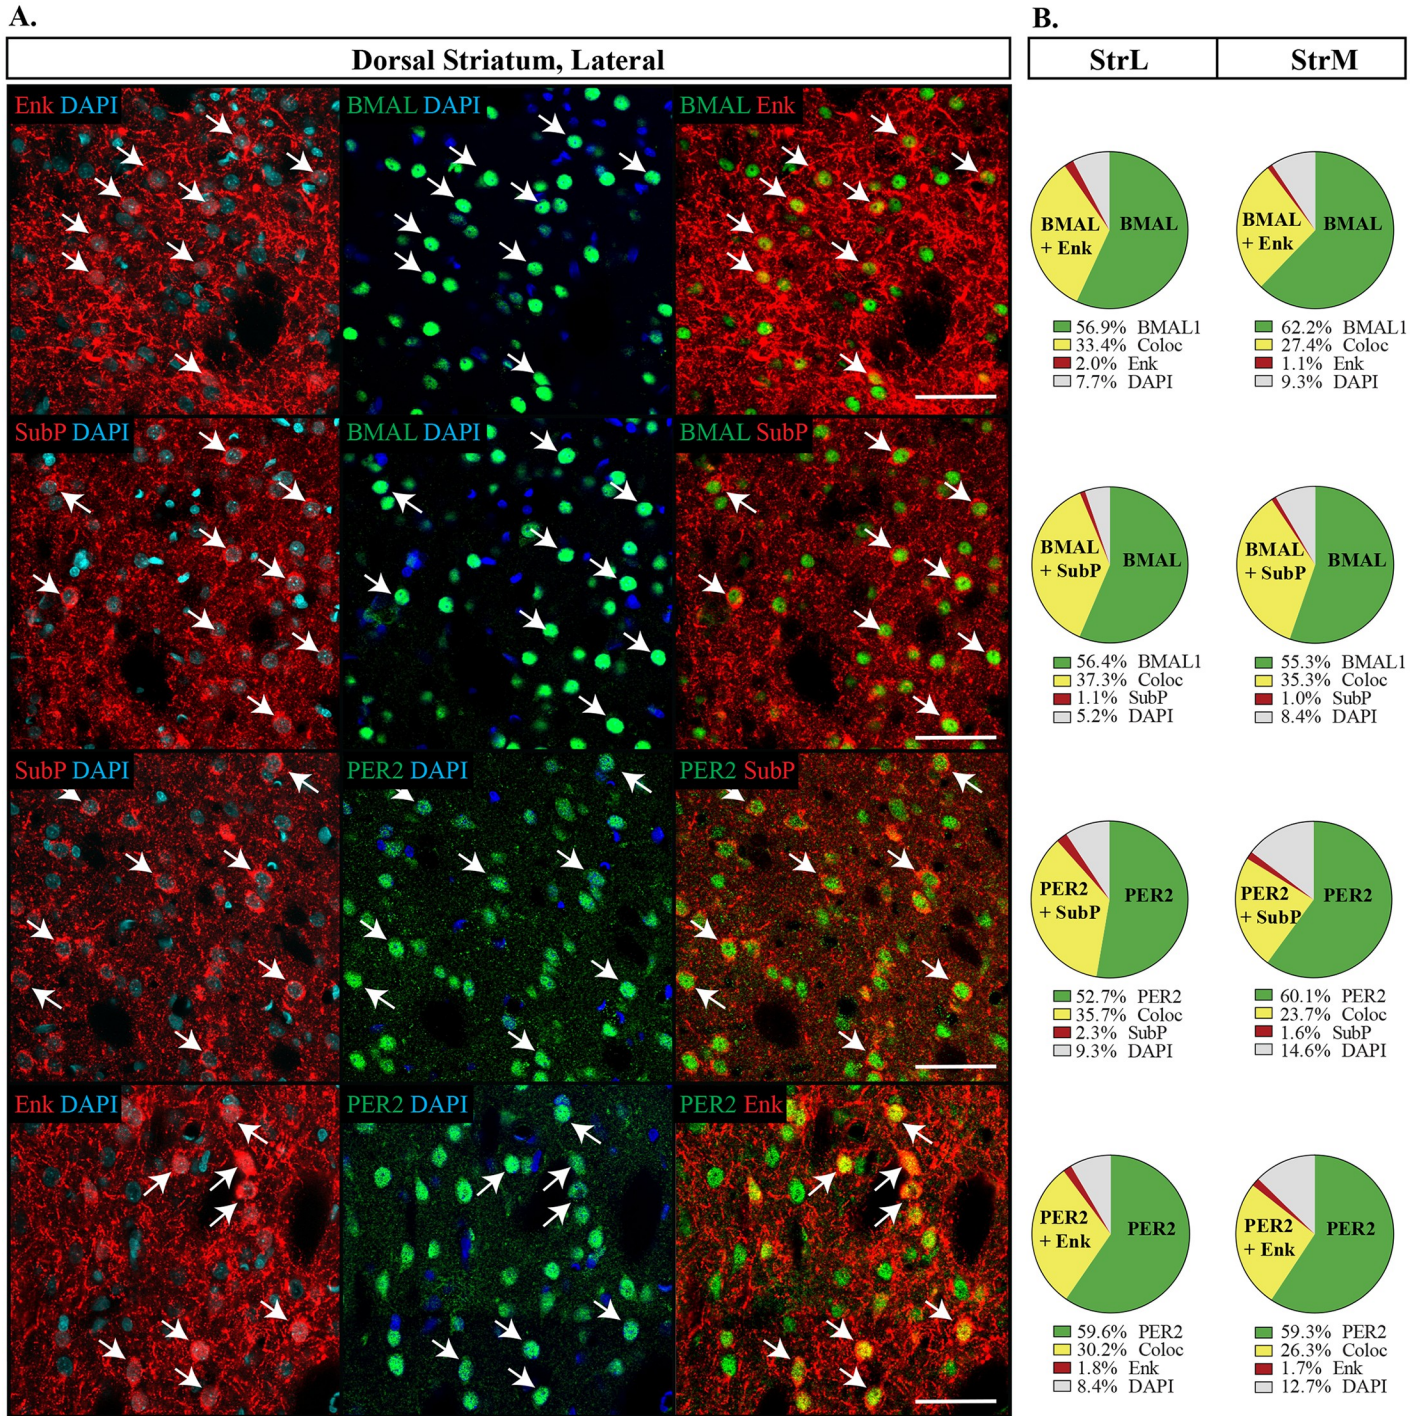 A.
B.
Dorsal Striatum, Lateral
StrL StrM
Enk DAPI
BMAL DAPI
BMAL Enk
BMAL + Enk
BMAL
56.9% BMAL1
33.4% Coloc
2.0% Enk
7.7% DAPI
BMAL + Enk
BMAL
62.2% BMAL1
27.4% Coloc
1.1% Enk
9.3% DAPI
SubP DAPI
BMAL DAPI
BMAL SubP
BMAL + SubP
BMAL
56.4% BMAL1
37.3% Coloc
1.1% SubP
5.2% DAPI
BMAL + SubP
BMAL
55.3% BMAL1
35.3% Coloc
1.0% SubP
8.4% DAPI
SubP DAPI
PER2 DAPI
PER2 SubP
PER2 + SubP
PER2
52.7% PER2
35.7% Coloc
2.3% SubP
9.3% DAPI
PER2 + SubP
PER2
60.1% PER2
23.7% Coloc
1.6% SubP
14.6% DAPI
Enk DAPI
PER2 DAPI
PER2 Enk
PER2 + Enk
PER2
59.6% PER2
30.2% Coloc
1.8% Enk
8.4% DAPI
PER2 + Enk
PER2
59.3% PER2
26.3% Coloc
1.7% Enk
12.7% DAPI